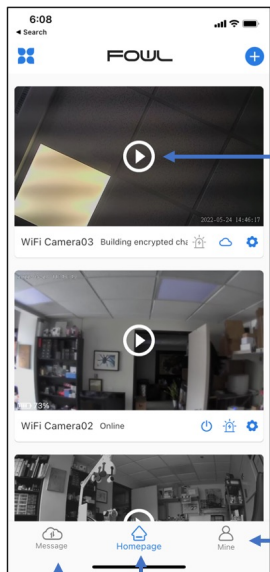 6:08
◀ Search
FOWL
2022-05-24 14:46:17
WiFi Camera03 Building encrypted cha
73%
WiFi Camera02 Online
Message Homepage Mine